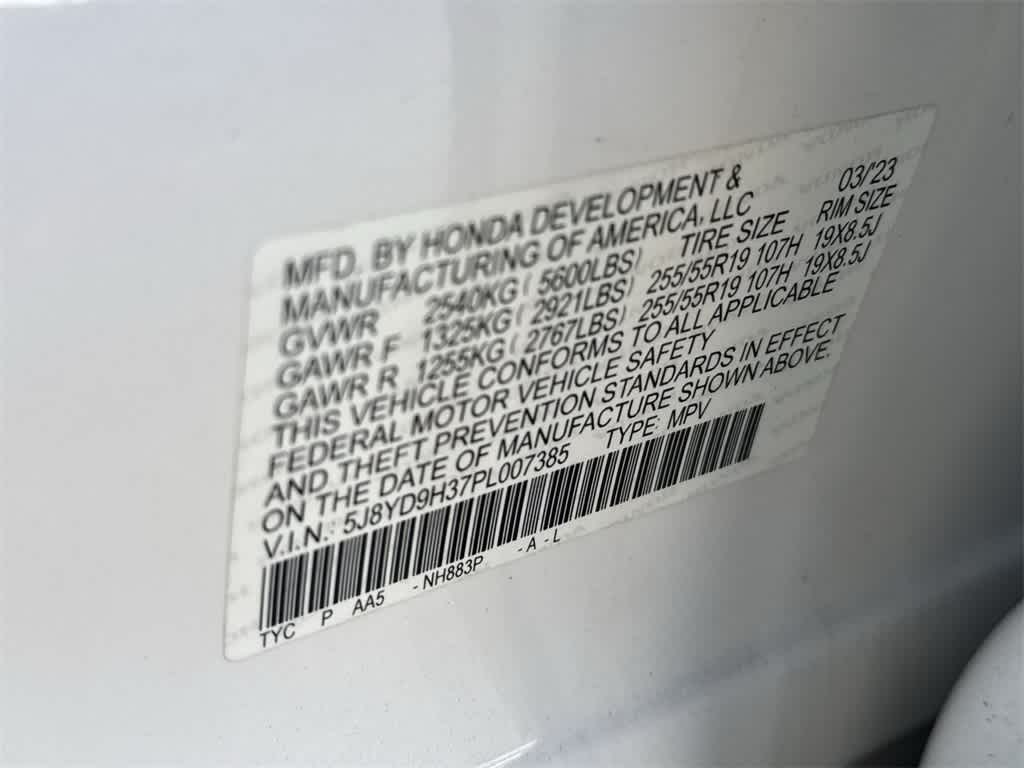 MFD. BY HONDA DEVELOPMENT & 03/'23
MANUFACTURING OF AMERICA, LLC
TIRE SIZE RIM SIZE
GVWR 2540KG ( 5600LBS)
GAWR F 1325KG ( 2921LBS) 255/55R19 107H 19X8.5J
GAWR R 1255KG ( 2767LBS) 255/55R19 107H 19X8.5J
THIS VEHICLE CONFORMS TO ALL APPLICABLE
FEDERAL MOTOR VEHICLE SAFETY
AND THEFT PREVENTION STANDARDS IN EFFECT
ON THE DATE OF MANUFACTURE SHOWN ABOVE.
V.I.N.: 5J8YD9H37PL007385 TYPE: MPV
TYC P AA5 - NH883P - A - L